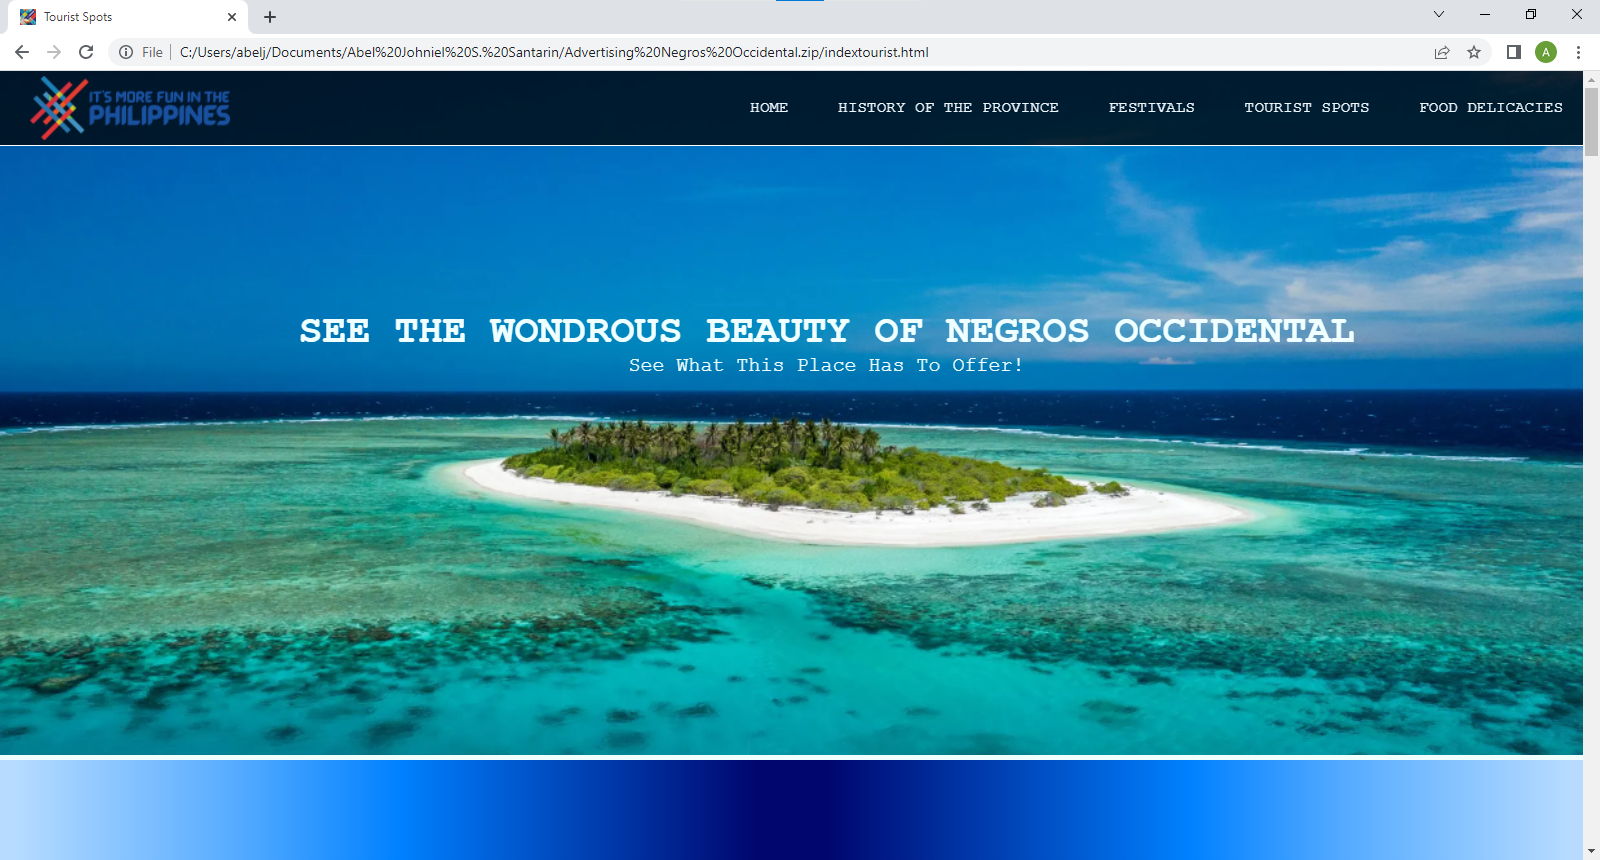 Tourist Spots
File | C:/Users/abelj/Documents/Abel%20Johniel%20S.%20Santarin/Advertising%20Negros%20Occidental.zip/indextourist.html
A
IT'S MORE FUN IN THE
PHILIPPINES
HOME HISTORY OF THE PROVINCE FESTIVALS TOURIST SPOTS FOOD DELICACIES
SEE THE WONDROUS BEAUTY OF NEGROS OCCIDENTAL
See What This Place Has To Offer!